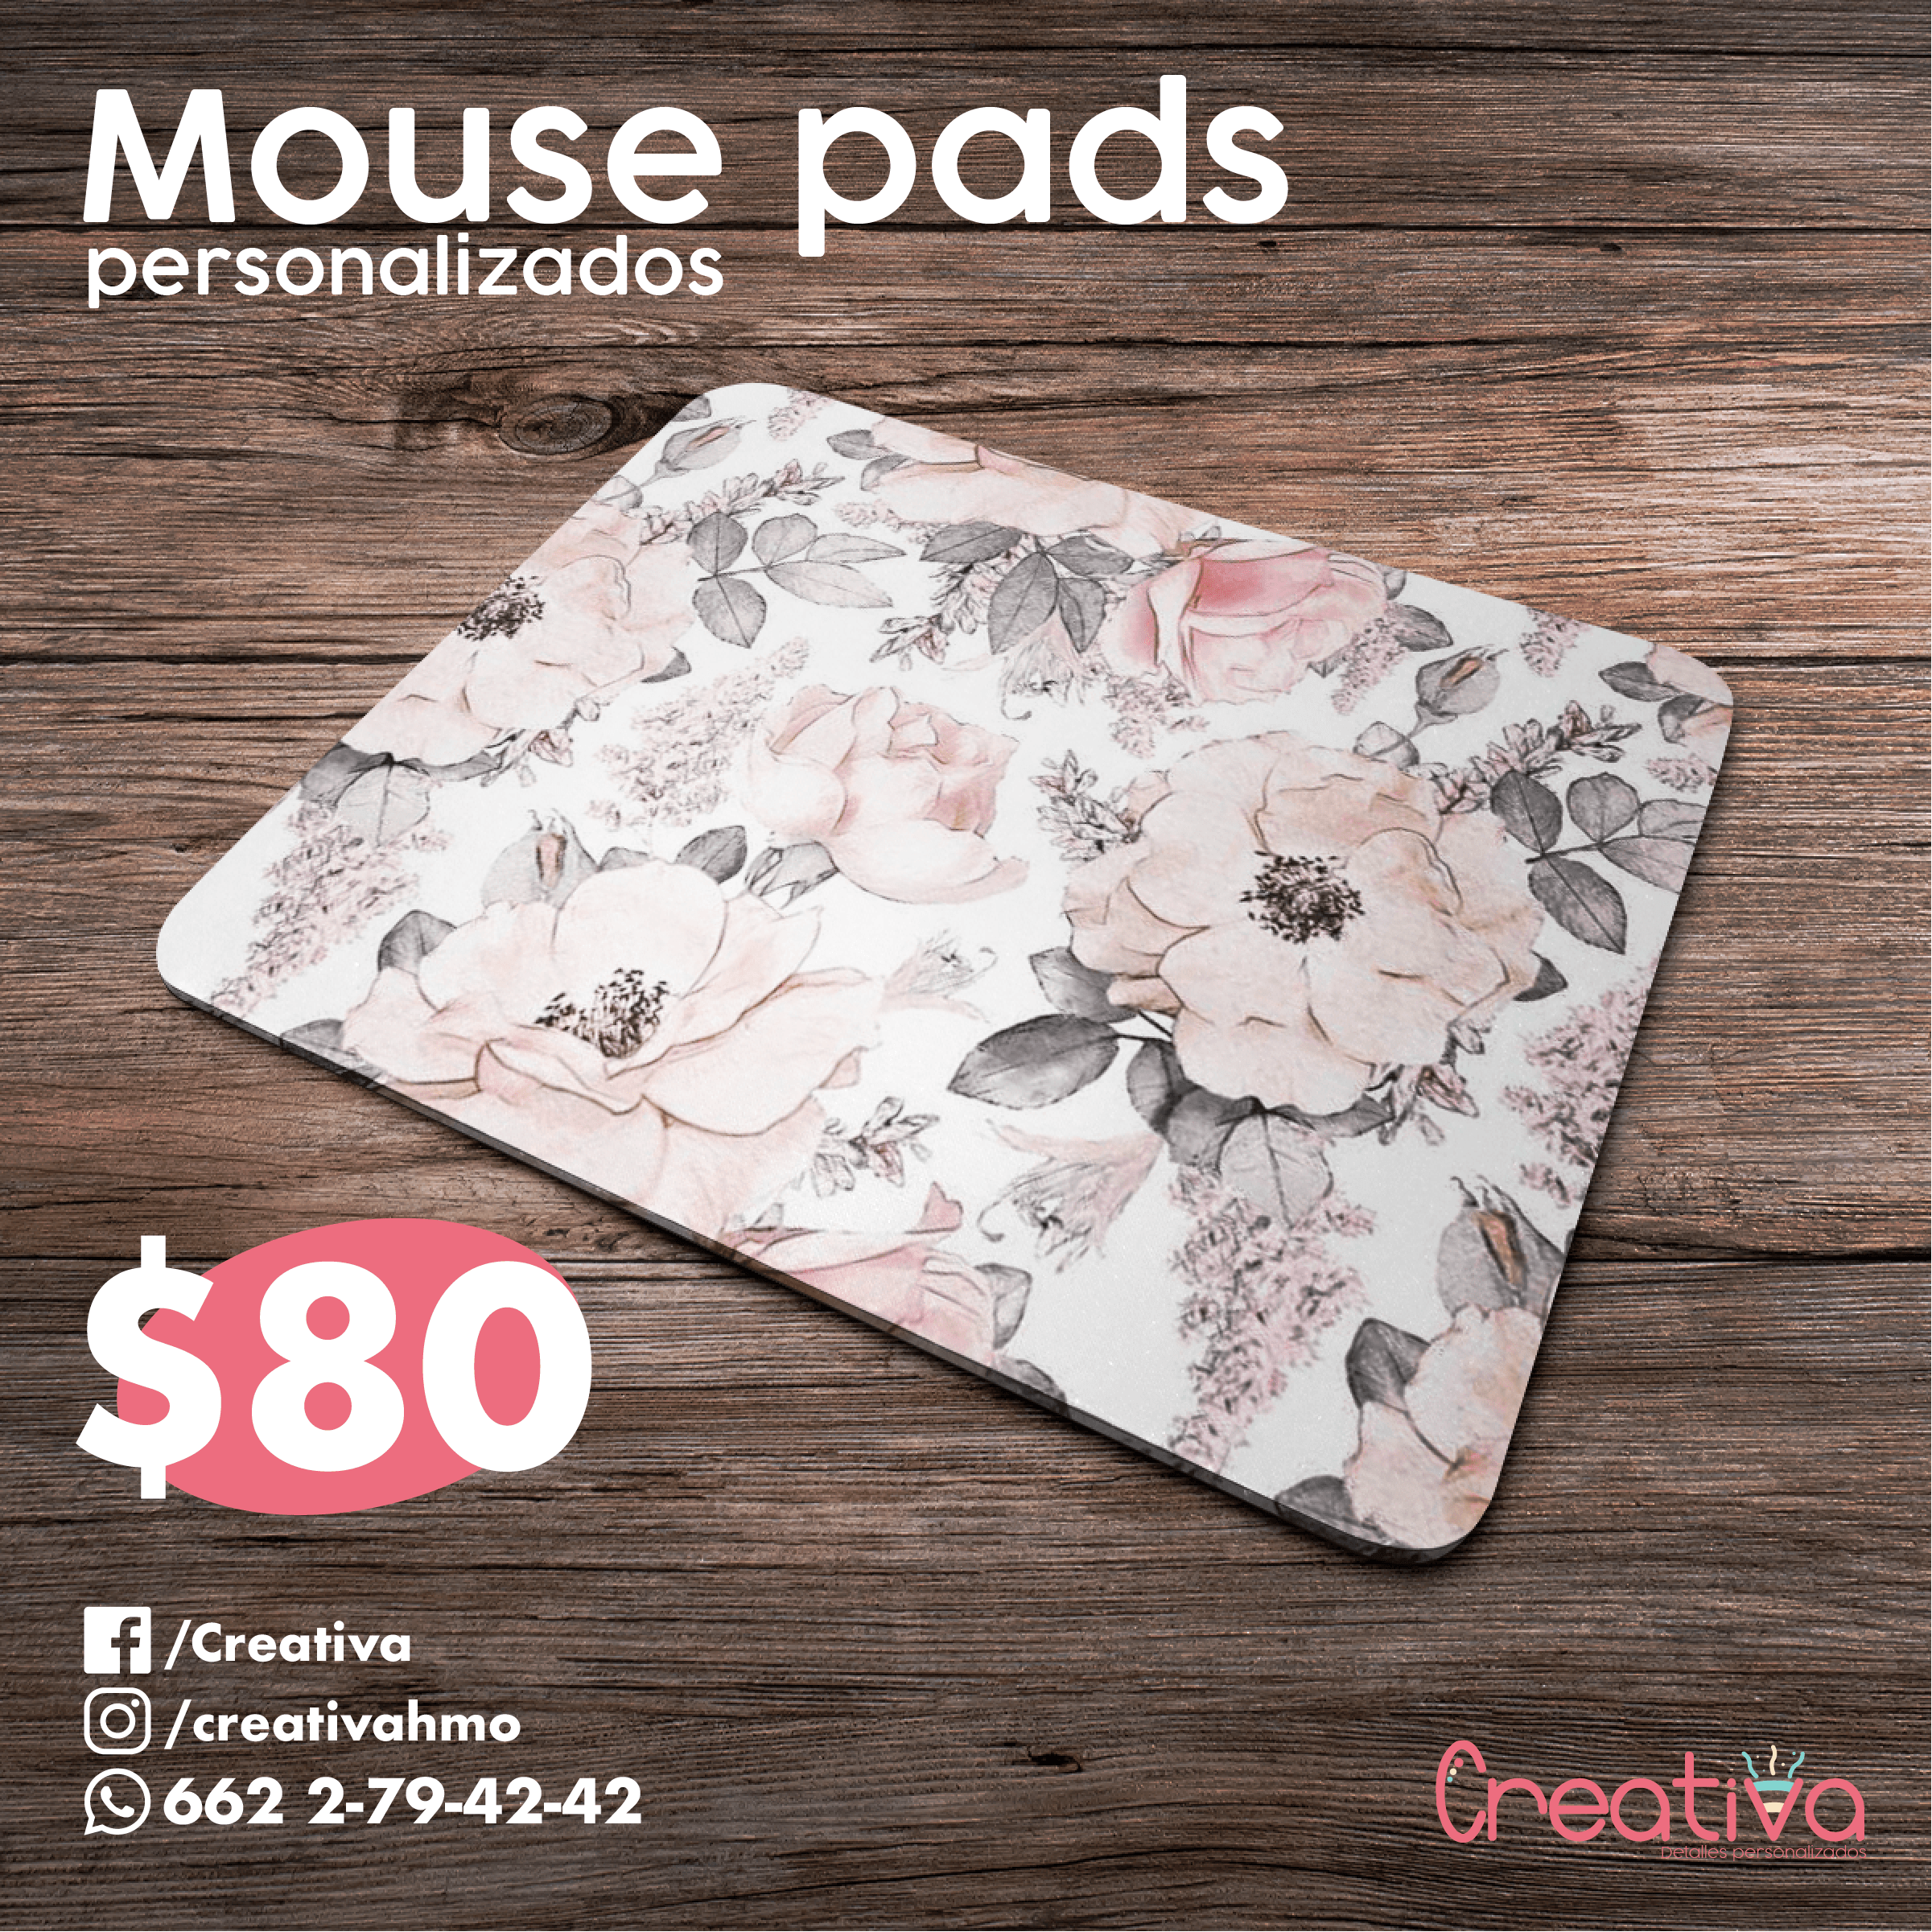 Mouse pads
personalizados
$80
/Creativa
/creativahmo
662 2-79-42-42
Creativa
Detalles personalizados